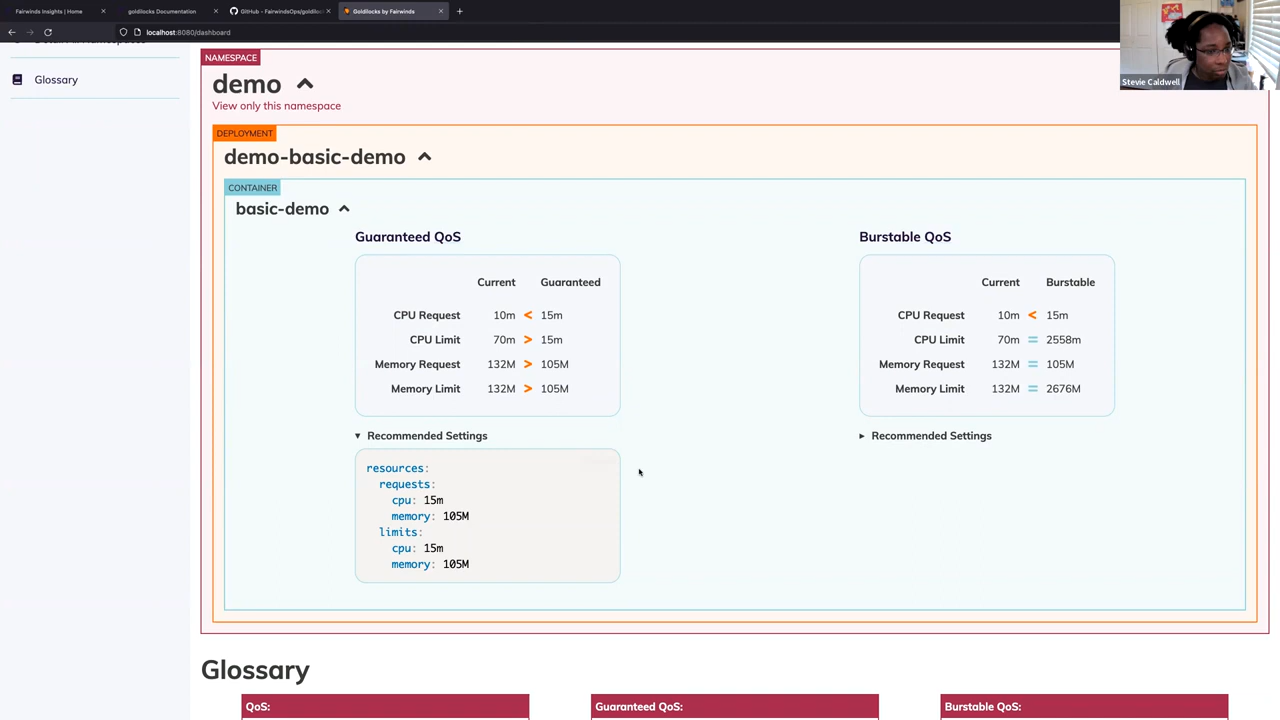 Fairwinds Insights | Home
goldilocks Documentation
GitHub - FairwindsOps/goldiloc
Goldilocks by Fairwinds
localhost:8080/dashboard
Stevie Caldwell
Glossary
NAMESPACE
demo
View only this namespace
DEPLOYMENT
demo-basic-demo
CONTAINER
basic-demo
Guaranteed QoS
Current Guaranteed
CPU Request 10m < 15m
CPU Limit 70m > 15m
Memory Request 132M > 105M
Memory Limit 132M > 105M
Recommended Settings
resources:
requests:
cpu: 15m
memory: 105M
limits:
cpu: 15m
memory: 105M
Burstable QoS
Current Burstable
CPU Request 10m < 15m
CPU Limit 70m = 2558m
Memory Request 132M = 105M
Memory Limit 132M = 2676M
Recommended Settings
Glossary
QoS:
Guaranteed QoS:
Burstable QoS: